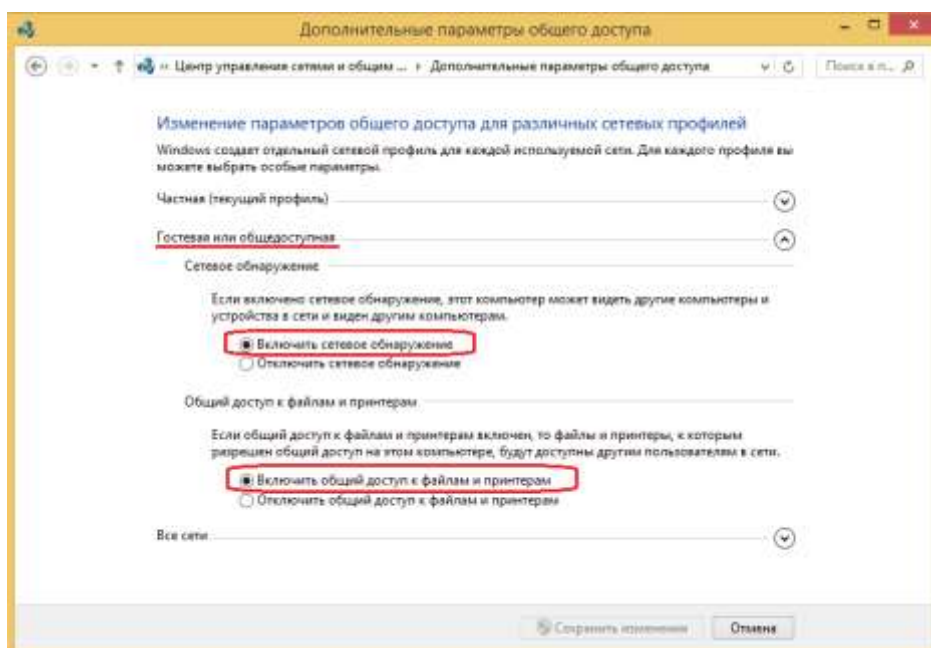 Дополнительные параметры общего доступа
« Центр управления сетями и общим ... ▸ Дополнительные параметры общего доступа
Поиск в п...
Изменение параметров общего доступа для различных сетевых профилей
Windows создает отдельный сетевой профиль для каждой используемой сети. Для каждого профиля вы
можете выбрать особые параметры.
Частная (текущий профиль)
Гостевая или общедоступная
Сетевое обнаружение
Если включено сетевое обнаружение, этот компьютер может видеть другие компьютеры и
устройства в сети и виден другим компьютерам.
Включить сетевое обнаружение
Отключить сетевое обнаружение
Общий доступ к файлам и принтерам
Если общий доступ к файлам и принтерам включен, то файлы и принтеры, к которым
разрешен общий доступ на этом компьютере, будут доступны другим пользователям в сети.
Включить общий доступ к файлам и принтерам
Отключить общий доступ к файлам и принтерам
Все сети
Сохранить изменения
Отмена